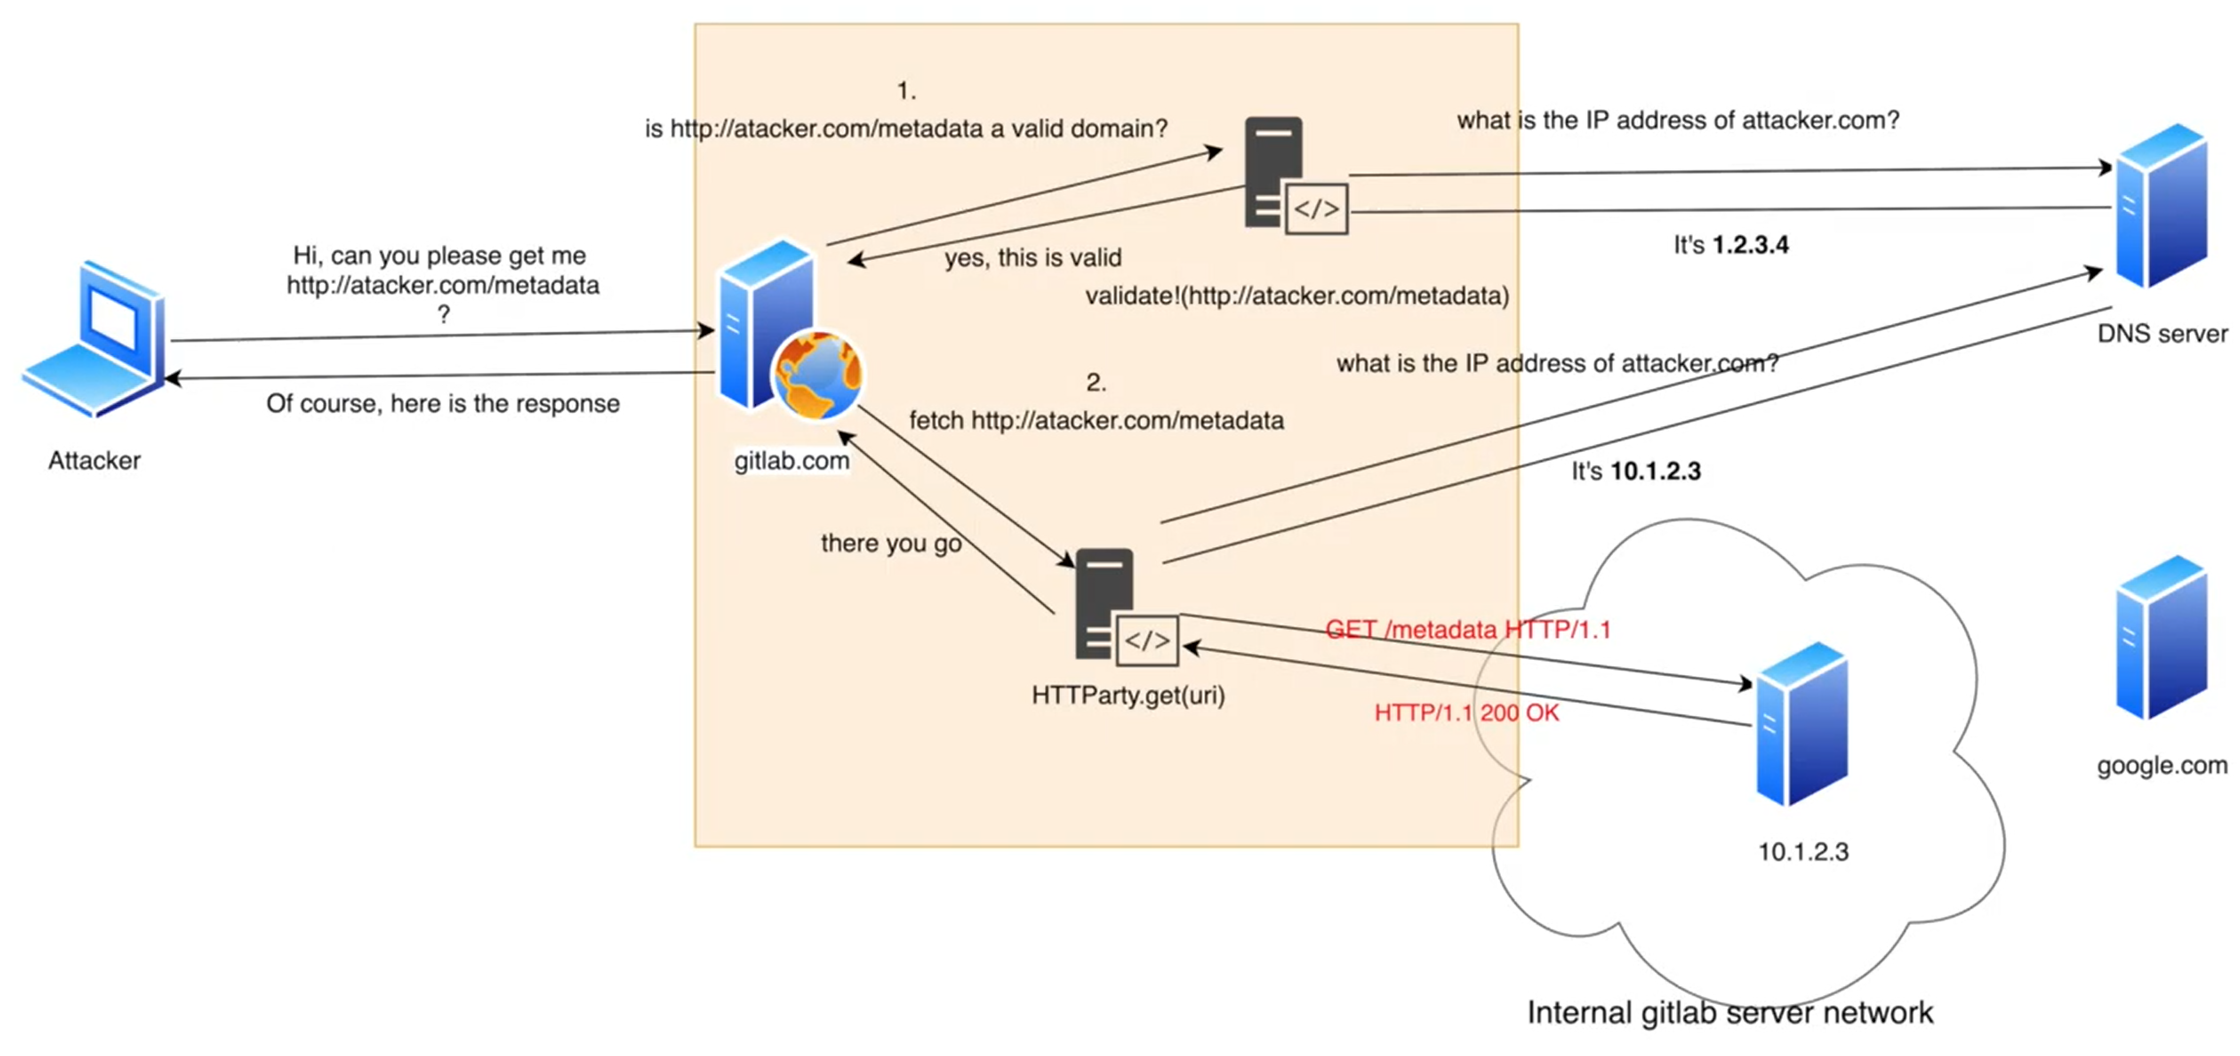 1.
is http://atacker.com/metadata a valid domain?
what is the IP address of attacker.com?
</>
It's 1.2.3.4
yes, this is valid
validate!(http://atacker.com/metadata)
Hi, can you please get me
http://atacker.com/metadata
?
Of course, here is the response
Attacker
gitlab.com
DNS server
what is the IP address of attacker.com?
2.
fetch http://atacker.com/metadata
It's 10.1.2.3
there you go
</>
HTTParty.get(uri)
GET /metadata HTTP/1.1
HTTP/1.1 200 OK
google.com
10.1.2.3
Internal gitlab server network